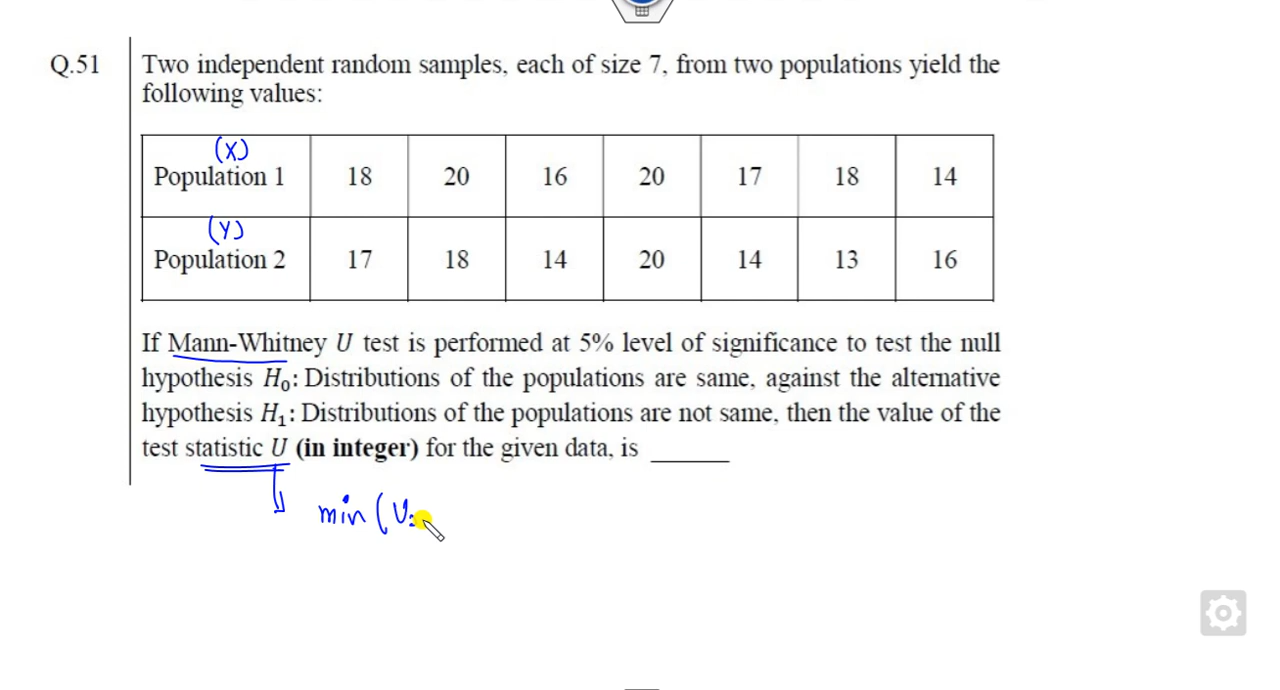 Q.51 Two independent random samples, each of size 7, from two populations yield the
following values:
(X)
Population 1 18 20 16 20 17 18 14
(Y)
Population 2 17 18 14 20 14 13 16
If Mann-Whitney U test is performed at 5% level of significance to test the null
hypothesis H₀: Distributions of the populations are same, against the alternative
hypothesis H₁: Distributions of the populations are not same, then the value of the
test statistic U (in integer) for the given data, is ______
min (U